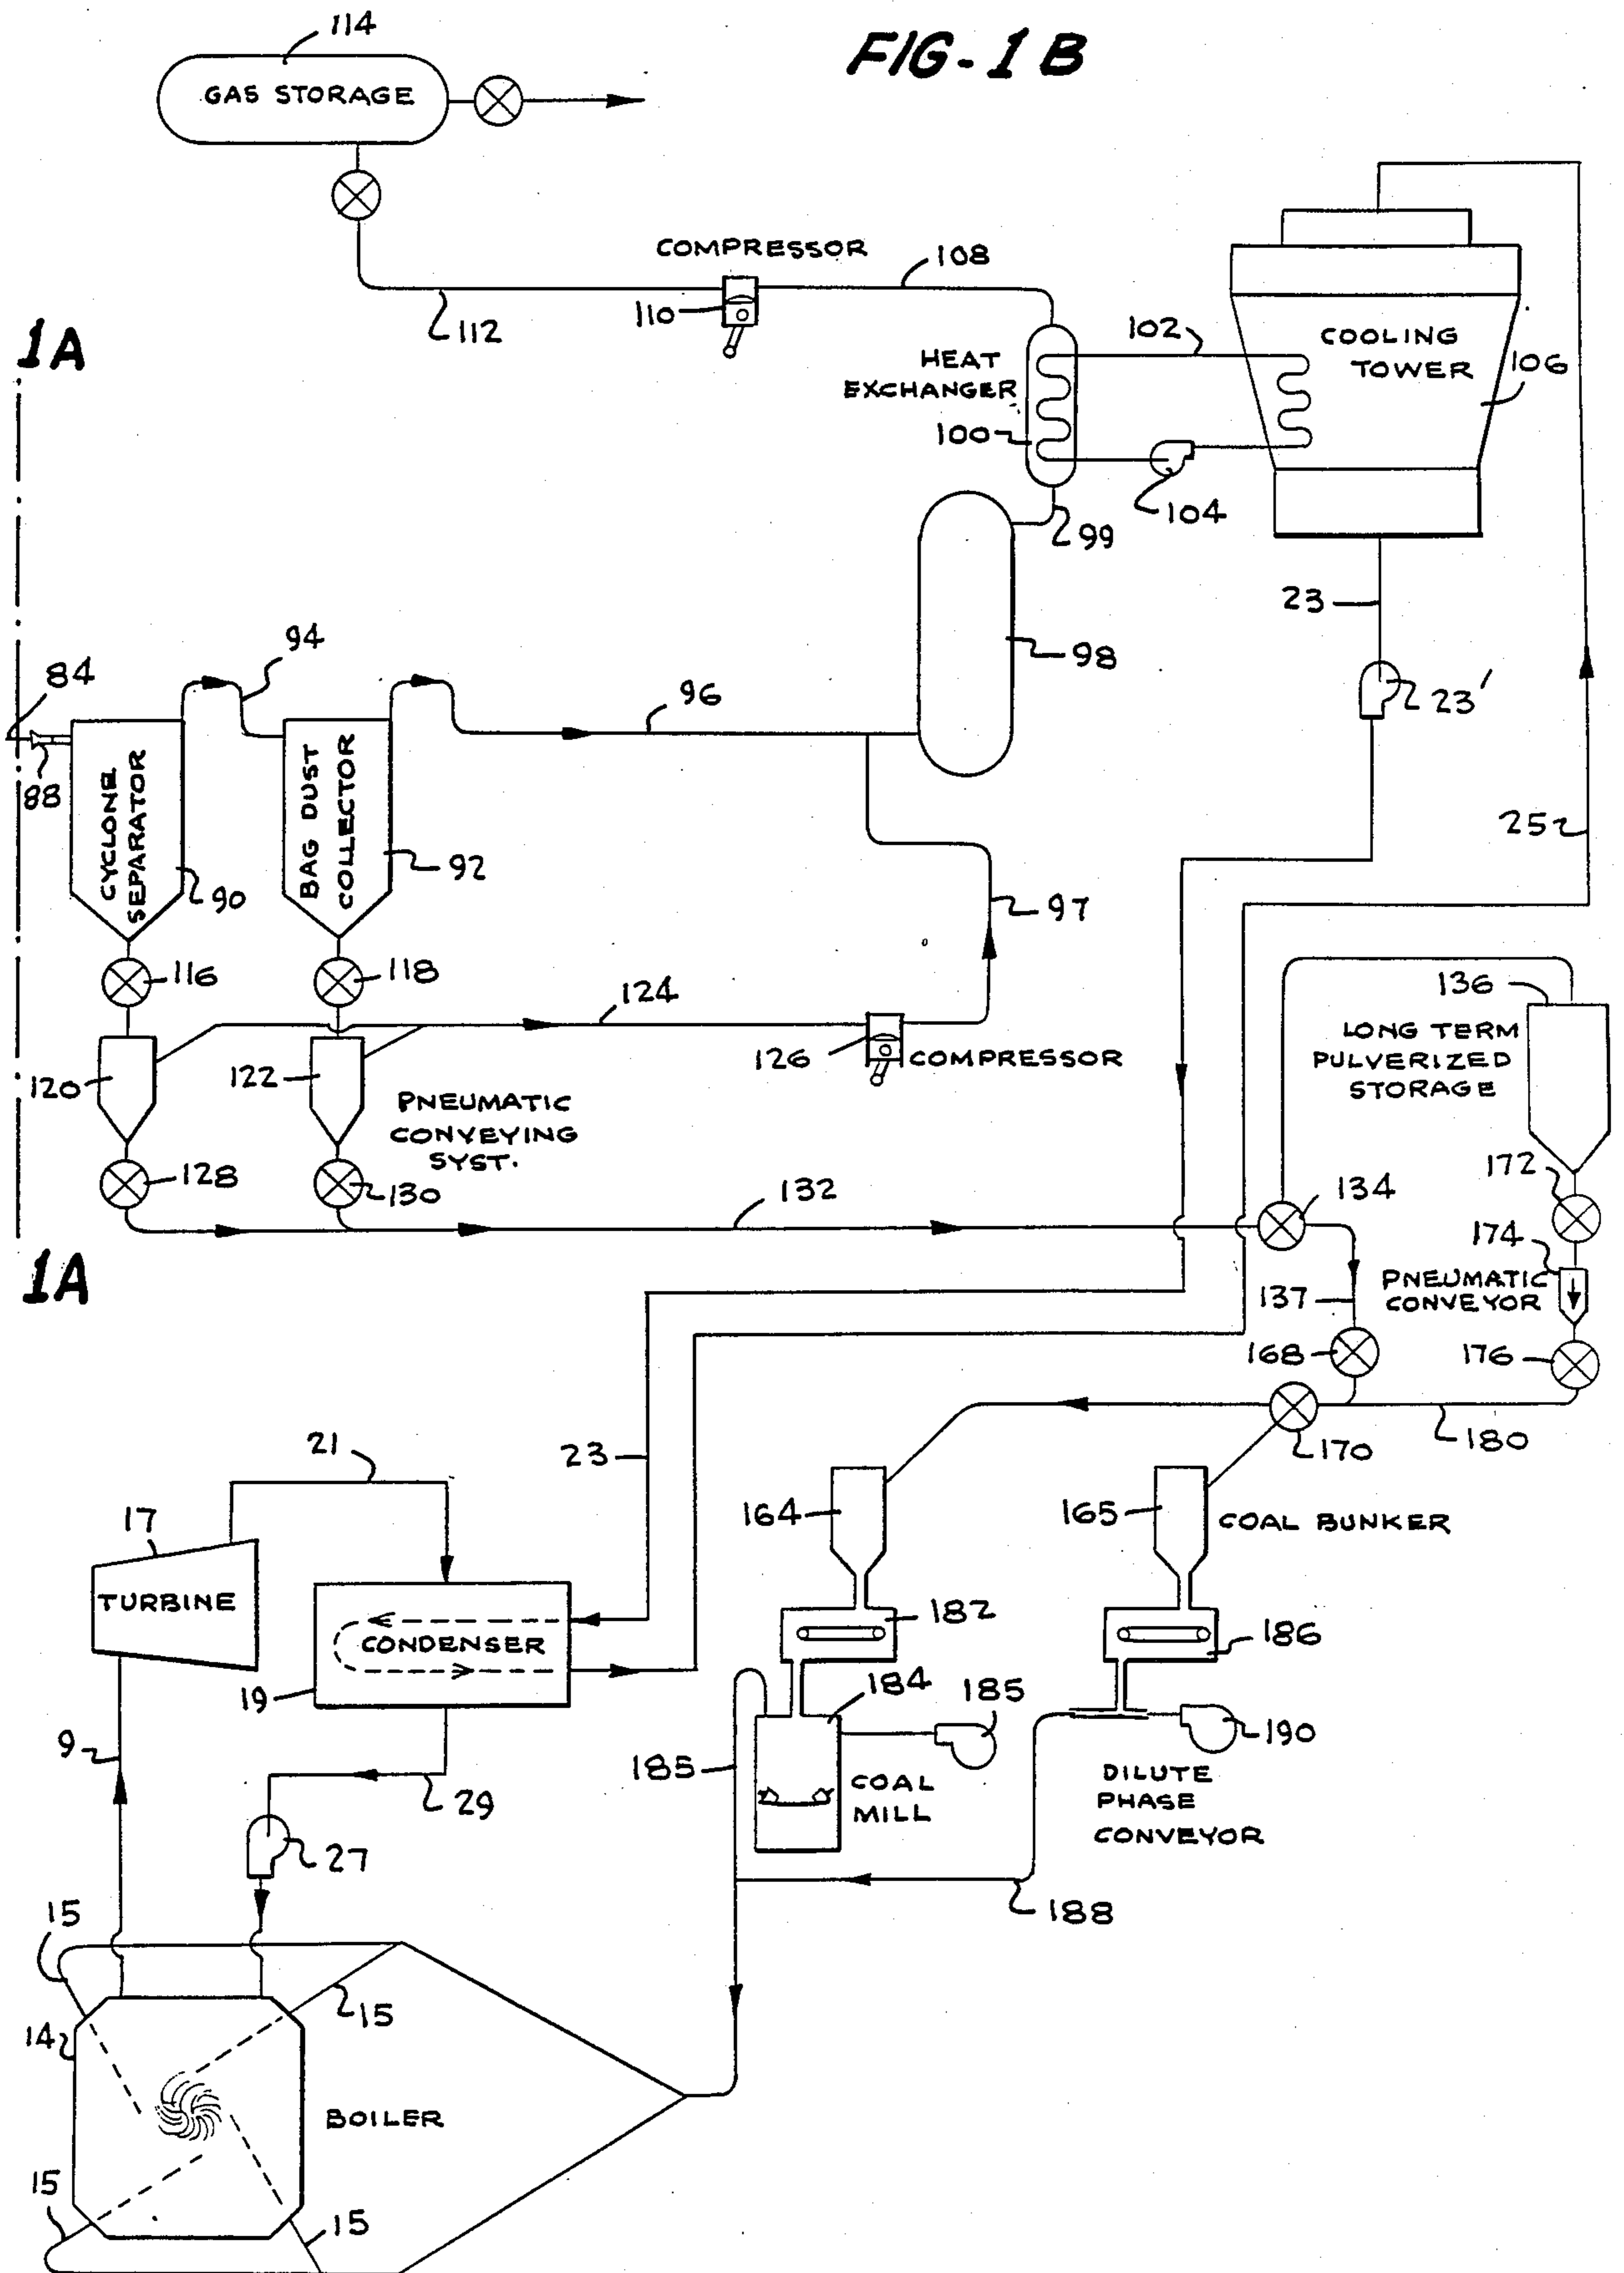 FIG-1B
114
GAS STORAGE
COMPRESSOR
108
110
112
1A
102
COOLING
TOWER
106
HEAT
EXCHANGER
100
104
99
23
94
98
84
96
23'
88
CYCLONE
SEPARATOR
90
BAG DUST
COLLECTOR
92
25
97
116
118
124
136
LONG TERM
PULVERIZED
STORAGE
126
COMPRESSOR
120
122
PNEUMATIC
CONVEYING
SYST.
128
130
132
134
172
174
1A
137
PNEUMATIC
CONVEYOR
168
176
21
23
170
180
17
164
165
COAL BUNKER
TURBINE
182
186
CONDENSER
19
184
185
190
9
185
COAL
MILL
DILUTE
PHASE
CONVEYOR
29
27
188
15
15
14
BOILER
15
15